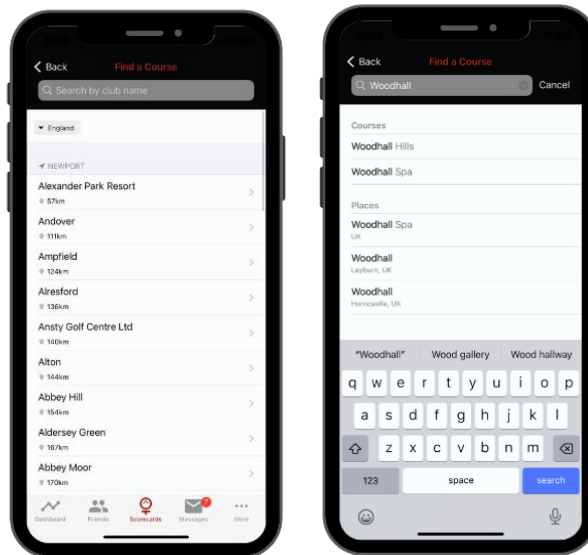 Back
Find a Course
Search by club name
England
NEWPORT
Alexander Park Resort
57km
Andover
111km
Ampfield
124km
Alresford
136km
Ansty Golf Centre Ltd
140km
Alton
144km
Abbey Hill
154km
Aldersey Green
167km
Abbey Moor
170km
Dashboard
Friends
Scorecards
7
Messages
More
Back
Find a Course
Woodhall
Cancel
Courses
Woodhall Hills
Woodhall Spa
Places
Woodhall Spa
UK
Woodhall
Leyburn, UK
Woodhall
Horncastle, UK
"Woodhall" Wood gallery Wood hallway
q w e r t y u i o p
a s d f g h j k l
z x c v b n m
123 space search